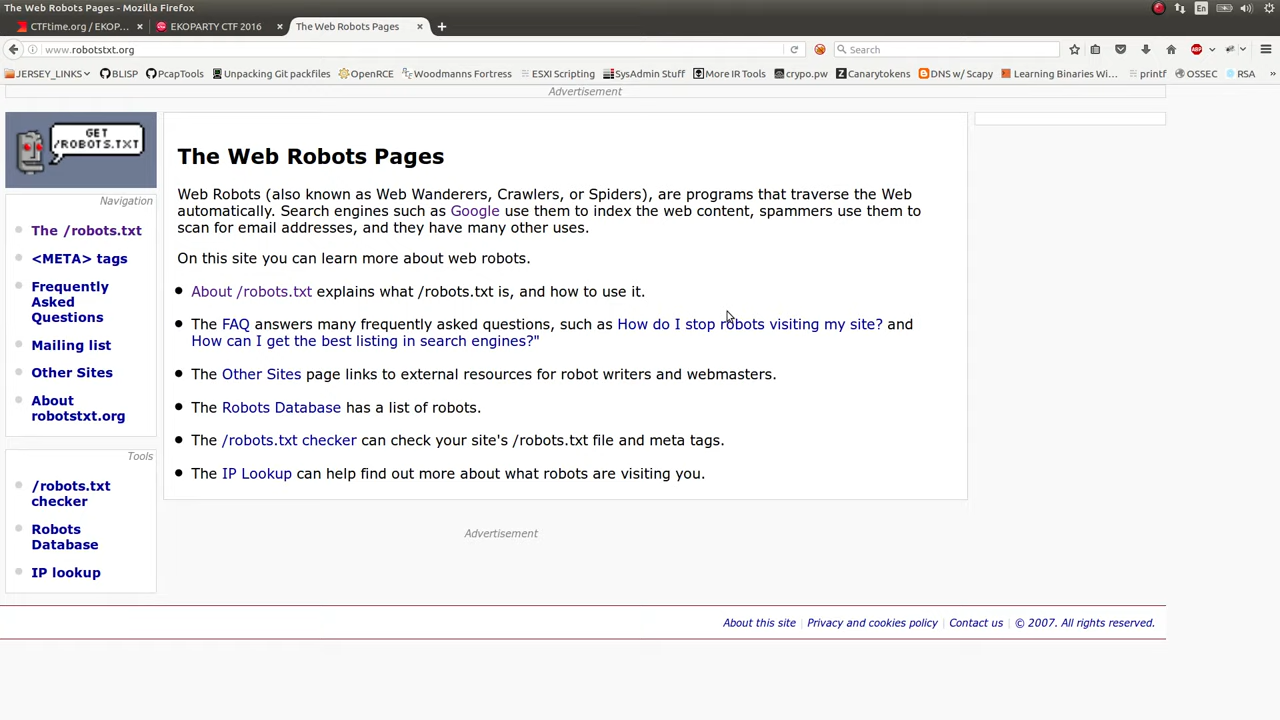 The Web Robots Pages - Mozilla Firefox
En
CTFtime.org / EKOP... × EKOPARTY CTF 2016 × The Web Robots Pages ×
www.robotstxt.org
Search
JERSEY_LINKS BLISP PcapTools Unpacking Git packfiles OpenRCE Woodmanns Fortress ESXI Scripting SysAdmin Stuff More IR Tools crypo.pw Canarytokens DNS w/ Scapy Learning Binaries Wi... printf OSSEC RSA »
ABP
Advertisement
GET
/ROBOTS.TXT
Navigation
The /robots.txt
<META> tags
Frequently
Asked
Questions
Mailing list
Other Sites
About
robotstxt.org
Tools
/robots.txt
checker
Robots
Database
IP lookup
The Web Robots Pages
Web Robots (also known as Web Wanderers, Crawlers, or Spiders), are programs that traverse the Web
automatically. Search engines such as Google use them to index the web content, spammers use them to
scan for email addresses, and they have many other uses.
On this site you can learn more about web robots.
About /robots.txt explains what /robots.txt is, and how to use it.
The FAQ answers many frequently asked questions, such as How do I stop robots visiting my site? and
How can I get the best listing in search engines?"
The Other Sites page links to external resources for robot writers and webmasters.
The Robots Database has a list of robots.
The /robots.txt checker can check your site's /robots.txt file and meta tags.
The IP Lookup can help find out more about what robots are visiting you.
Advertisement
About this site | Privacy and cookies policy | Contact us | © 2007. All rights reserved.